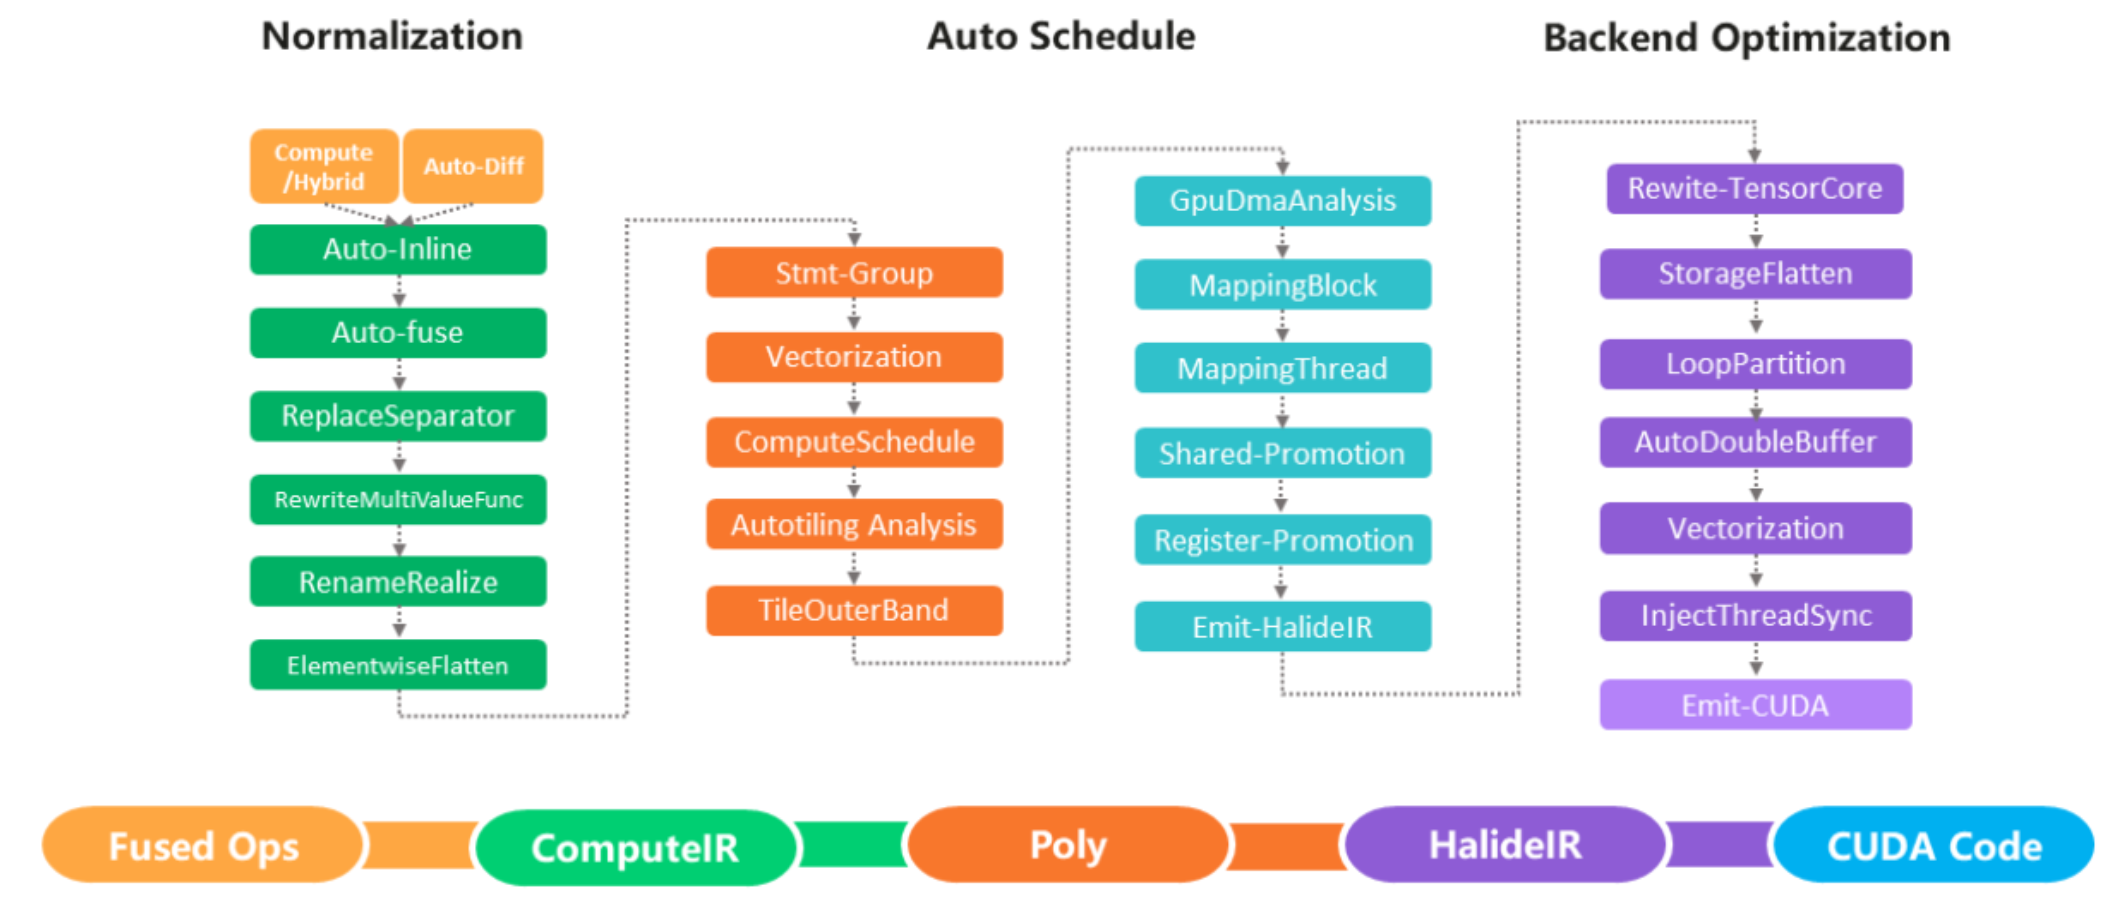 Normalization
Auto Schedule
Backend Optimization
Compute
/Hybrid
Auto-Diff
Auto-Inline
Auto-fuse
ReplaceSeparator
RewriteMultiValueFunc
RenameRealize
ElementwiseFlatten
Stmt-Group
Vectorization
ComputeSchedule
Autotiling Analysis
TileOuterBand
GpuDmaAnalysis
MappingBlock
MappingThread
Shared-Promotion
Register-Promotion
Emit-HalideIR
Rewite-TensorCore
StorageFlatten
LoopPartition
AutoDoubleBuffer
Vectorization
InjectThreadSync
Emit-CUDA
Fused Ops
ComputeIR
Poly
HalideIR
CUDA Code